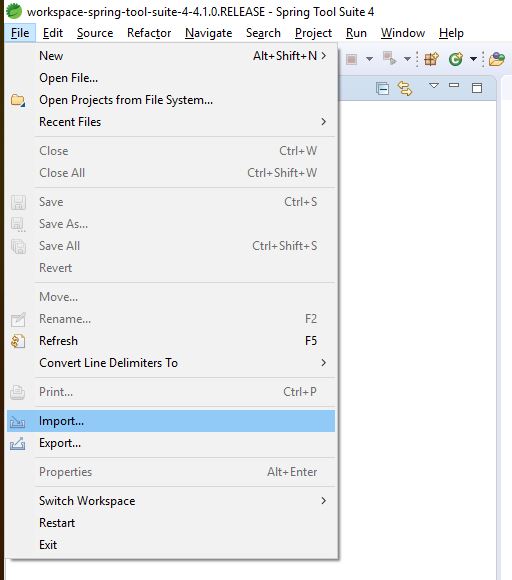 workspace-spring-tool-suite-4-4.1.0.RELEASE - Spring Tool Suite 4
File Edit Source Refactor Navigate Search Project Run Window Help
New Alt+Shift+N >
Open File...
Open Projects from File System...
Recent Files >
Close Ctrl+W
Close All Ctrl+Shift+W
Save Ctrl+S
Save As...
Save All Ctrl+Shift+S
Revert
Move...
Rename... F2
Refresh F5
Convert Line Delimiters To >
Print... Ctrl+P
Import...
Export...
Properties Alt+Enter
Switch Workspace >
Restart
Exit